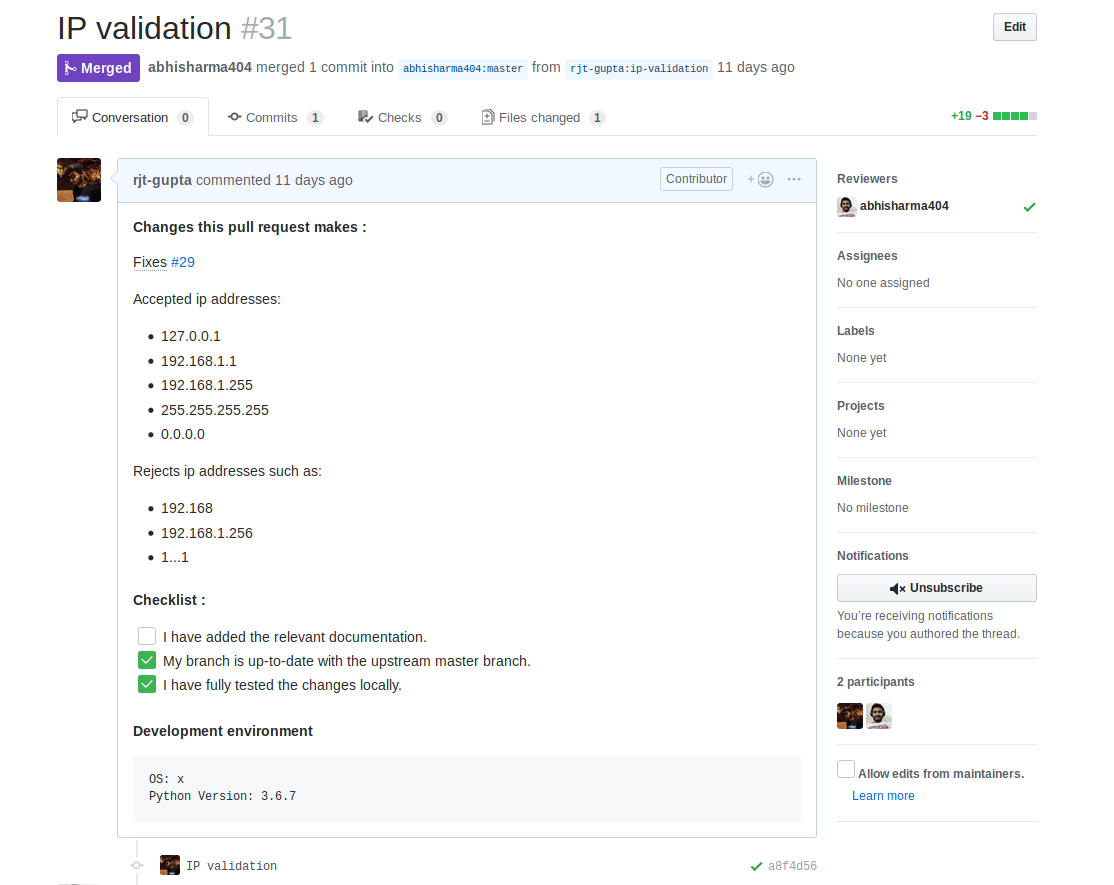 IP validation #31
Edit
Merged abhisharma404 merged 1 commit into abhisharma404:master from rjt-gupta:ip-validation 11 days ago
Conversation 0 Commits 1 Checks 0 Files changed 1 +19 −3
rjt-gupta commented 11 days ago Contributor + ...
Changes this pull request makes :
Fixes #29
Accepted ip addresses:
• 127.0.0.1
• 192.168.1.1
• 192.168.1.255
• 255.255.255.255
• 0.0.0.0
Rejects ip addresses such as:
• 192.168
• 192.168.1.256
• 1...1
Checklist :
I have added the relevant documentation.
My branch is up-to-date with the upstream master branch.
I have fully tested the changes locally.
Development environment
OS: x
Python Version: 3.6.7
IP validation a8f4d56
Reviewers
abhisharma404
Assignees
No one assigned
Labels
None yet
Projects
None yet
Milestone
No milestone
Notifications
Unsubscribe
You're receiving notifications
because you authored the thread.
2 participants
Allow edits from maintainers.
Learn more